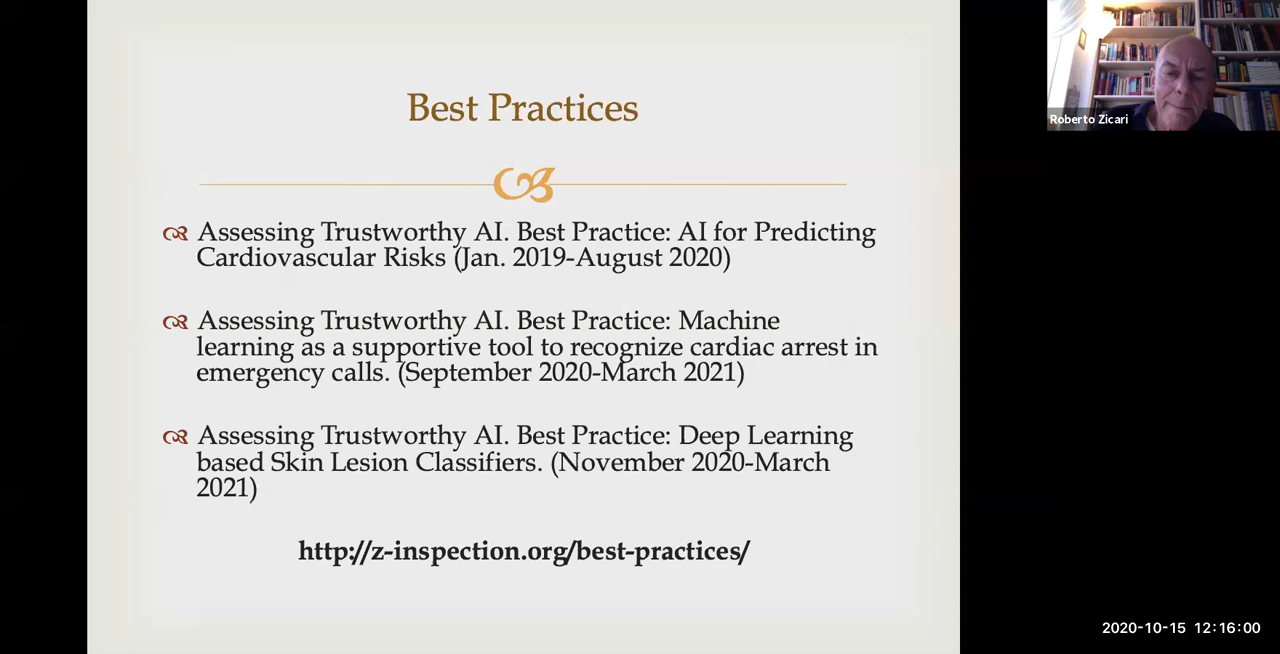 Best Practices
Assessing Trustworthy AI. Best Practice: AI for Predicting
Cardiovascular Risks (Jan. 2019-August 2020)
Assessing Trustworthy AI. Best Practice: Machine
learning as a supportive tool to recognize cardiac arrest in
emergency calls. (September 2020-March 2021)
Assessing Trustworthy AI. Best Practice: Deep Learning
based Skin Lesion Classifiers. (November 2020-March
2021)
http://z-inspection.org/best-practices/
Roberto Zicari
2020-10-15 12:16:00